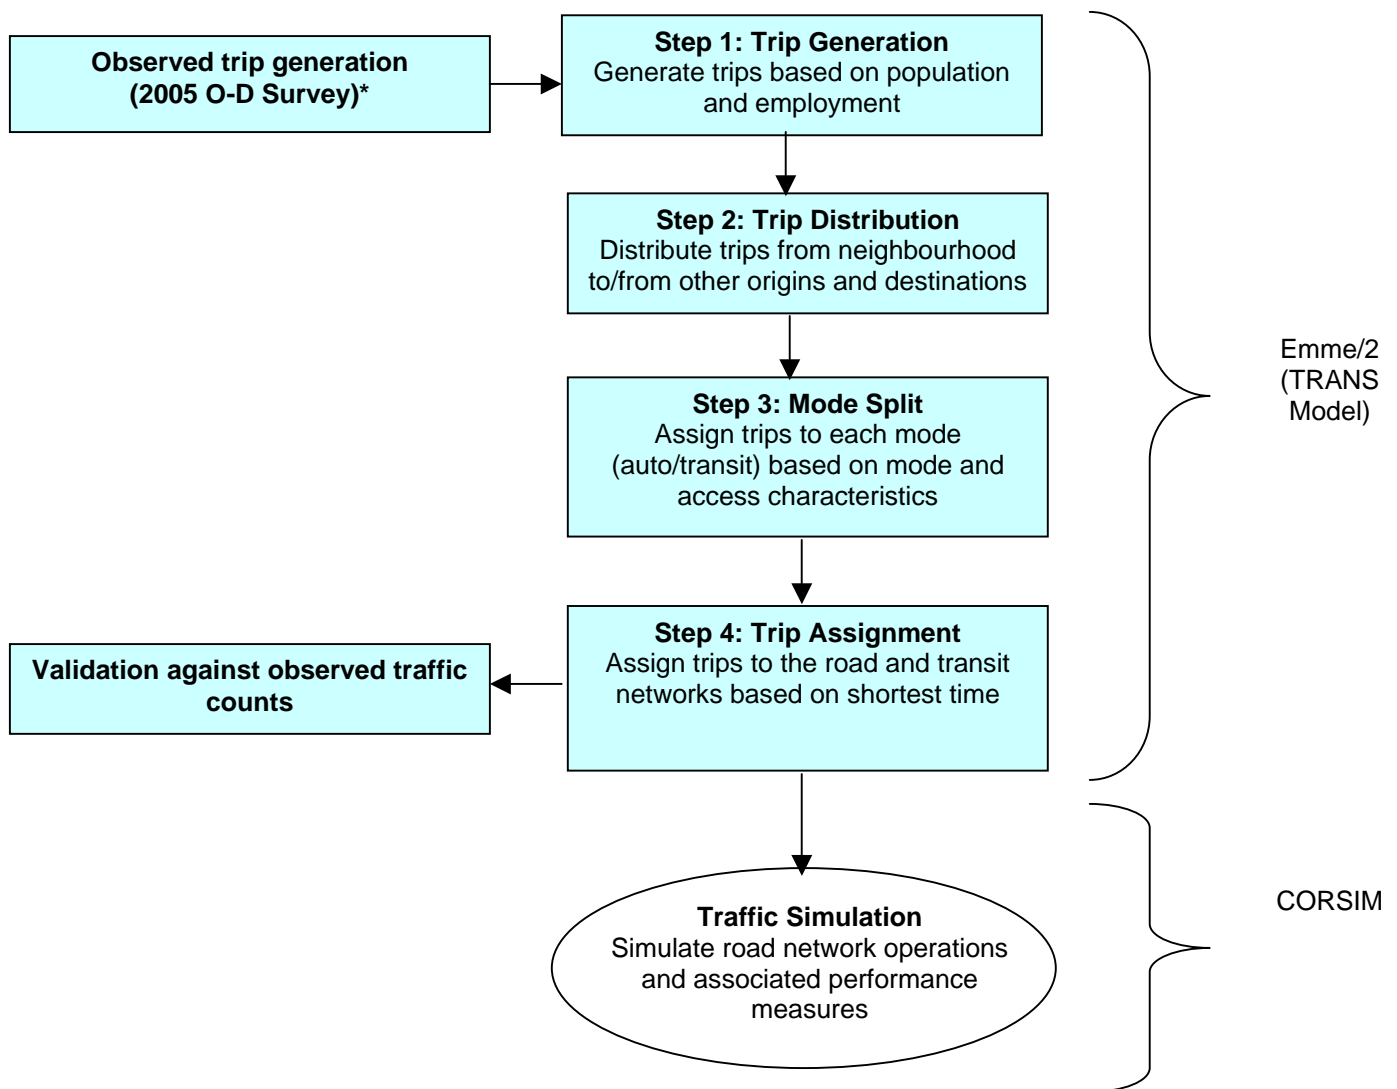 Observed trip generation
(2005 O-D Survey)*
Step 1: Trip Generation
Generate trips based on population
and employment
Step 2: Trip Distribution
Distribute trips from neighbourhood
to/from other origins and destinations
Step 3: Mode Split
Assign trips to each mode
(auto/transit) based on mode and
access characteristics
Emme/2
(TRANS
Model)
Step 4: Trip Assignment
Assign trips to the road and transit
networks based on shortest time
Validation against observed traffic
counts
Traffic Simulation
Simulate road network operations
and associated performance
measures
CORSIM